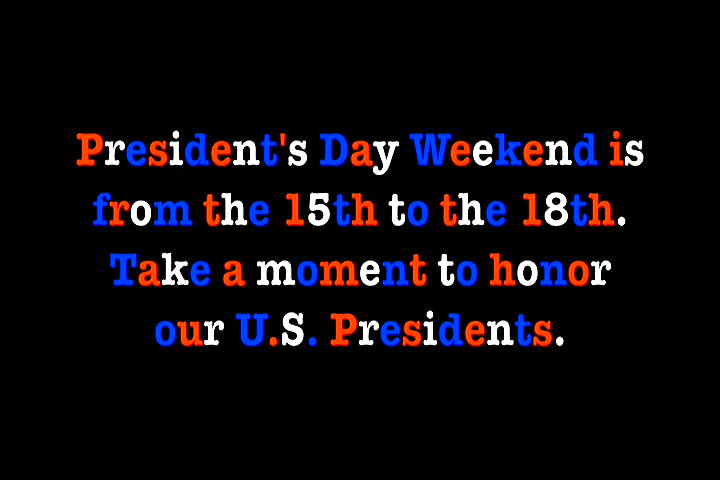 President's Day Weekend is
from the 15th to the 18th.
Take a moment to honor
our U.S. Presidents.